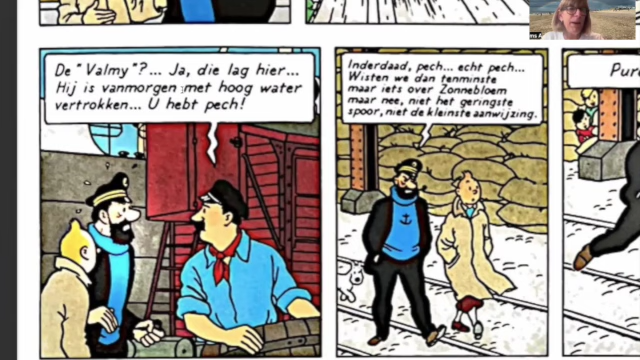 De "Valmy"?... Ja, die lag hier...
Hij is vanmorgen met hoog water
vertrokken... U hebt pech!
Inderdaad, pech... echt pech...
Wisten we dan tenminste
maar iets over Zonnebloem
maar nee, niet het geringste
spoor, niet de kleinste aanwijzing.